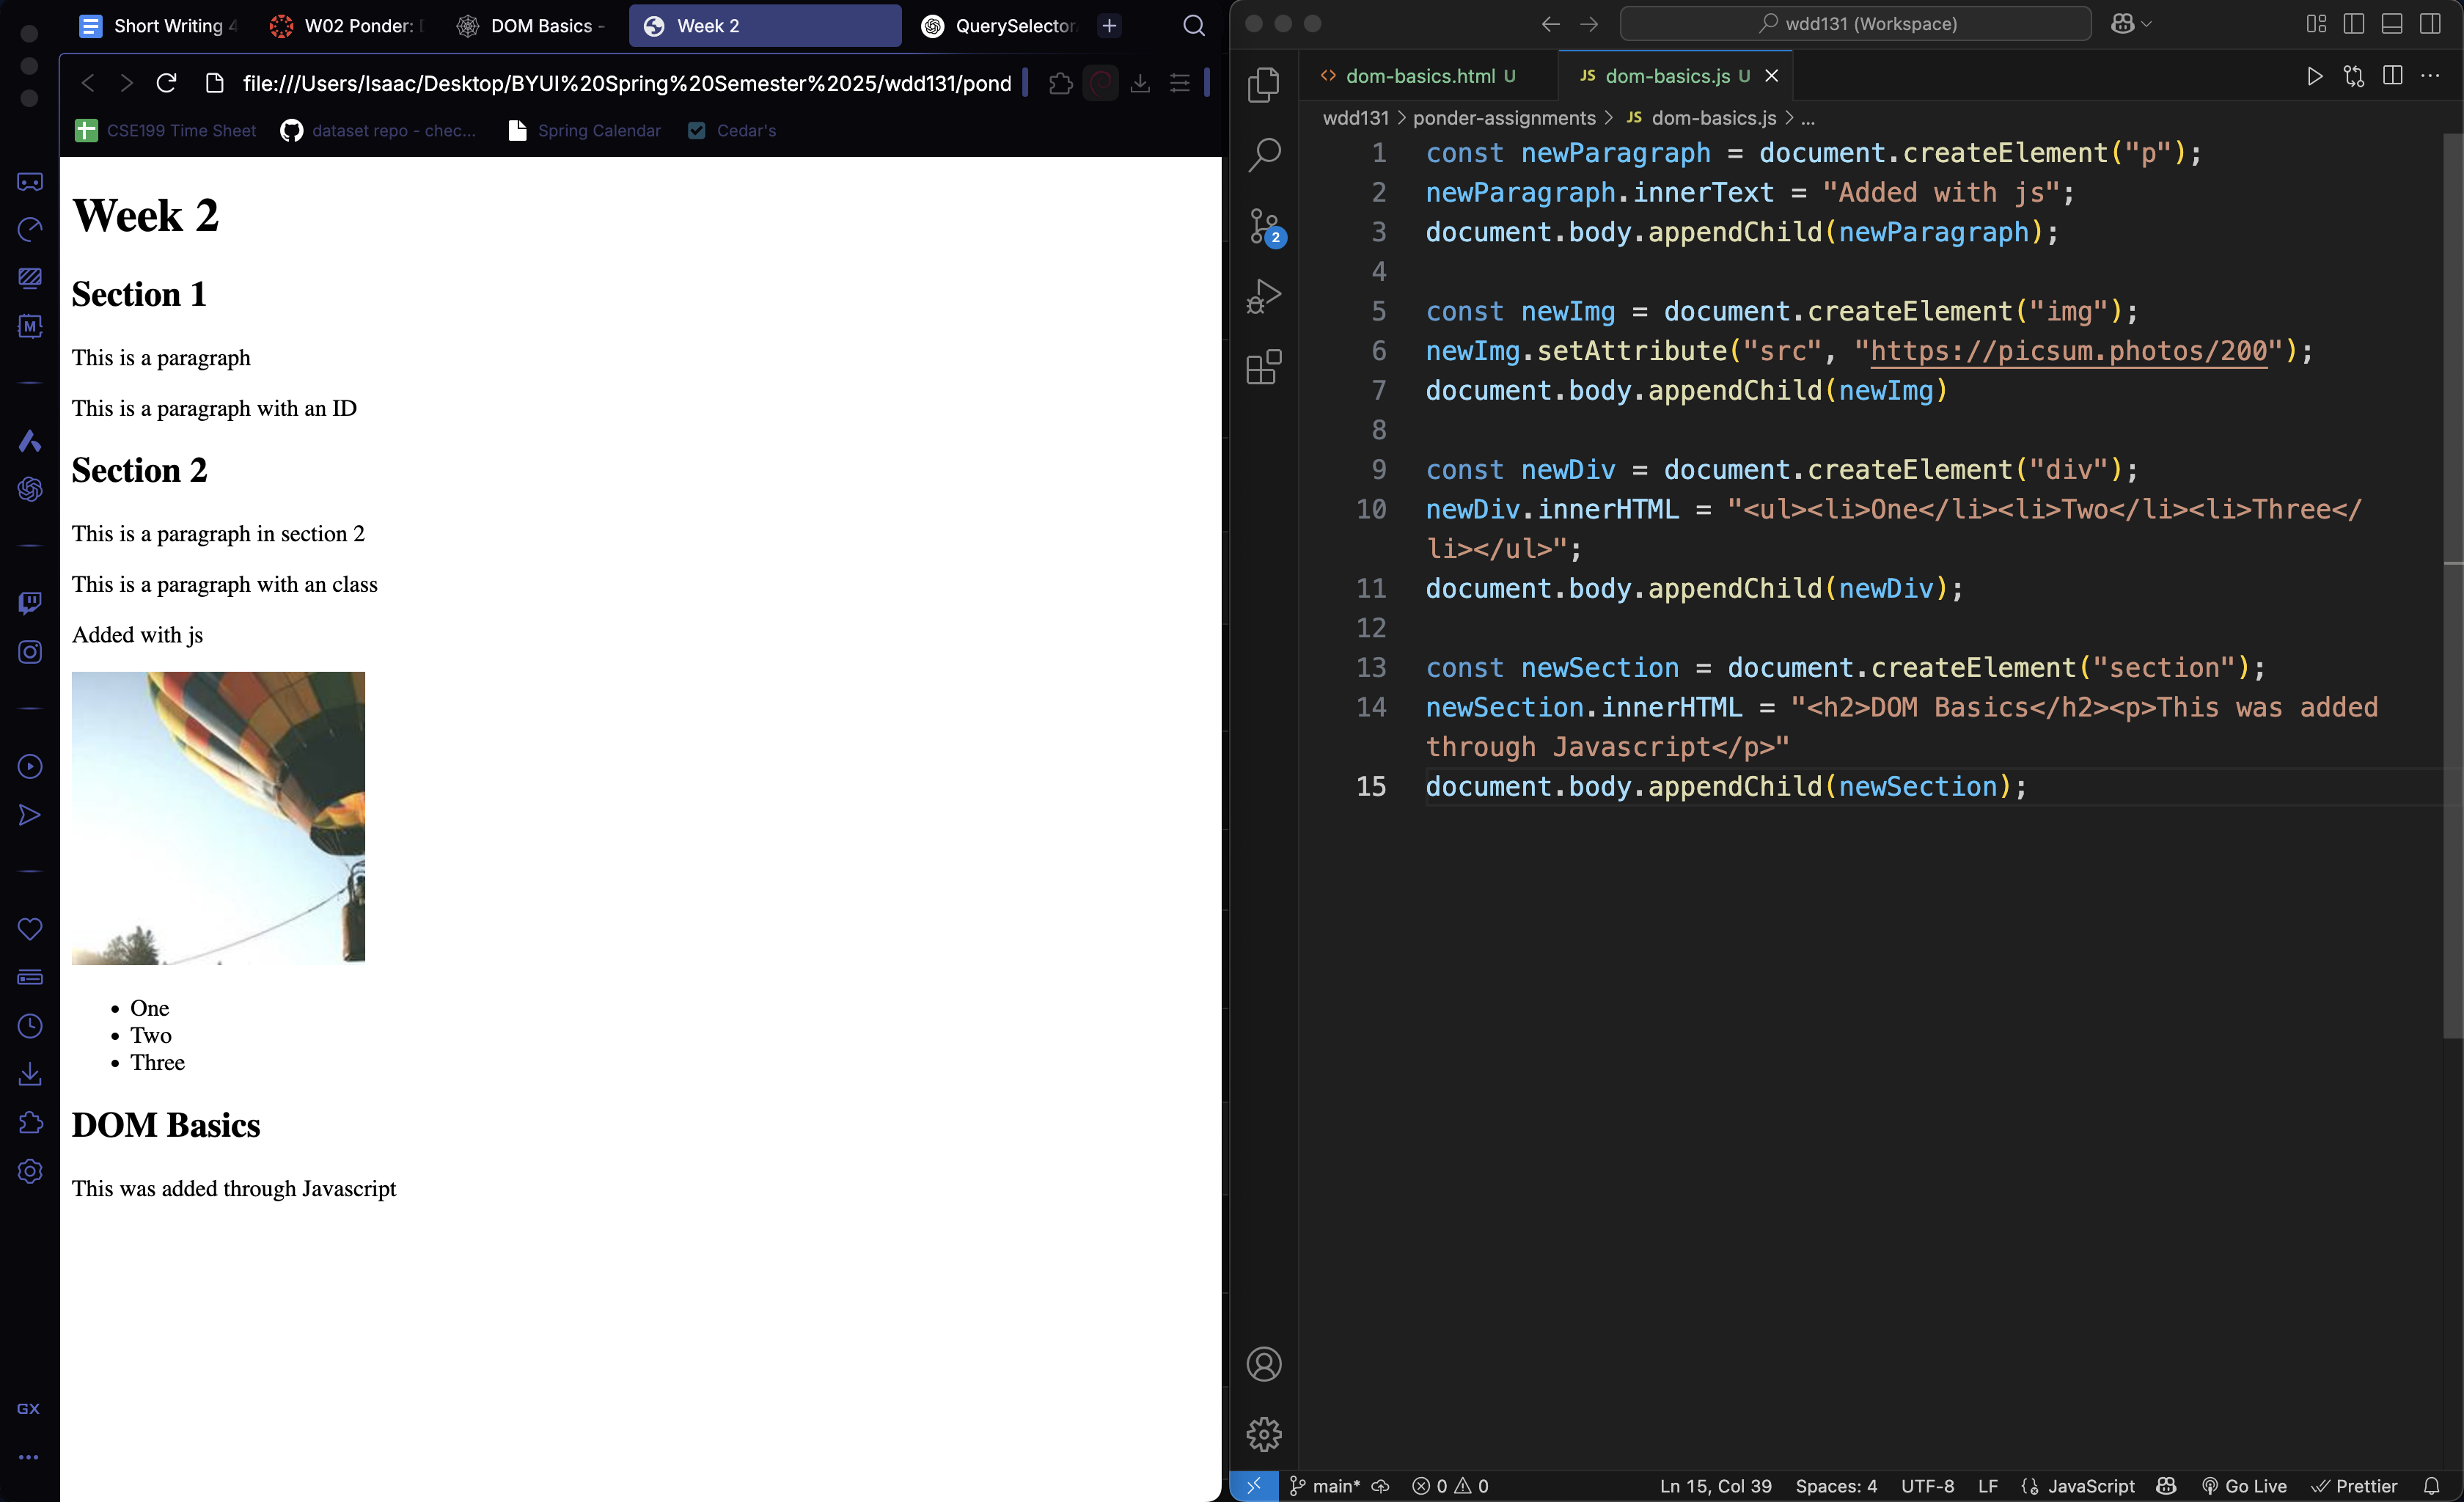 Short Writing 4
W02 Ponder:
DOM Basics -
Week 2
QuerySelector
file:///Users/Isaac/Desktop/BYUI%20Spring%20Semester%2025/wdd131/pond
CSE199 Time Sheet
dataset repo - chec...
Spring Calendar
Cedar's
Week 2
Section 1
This is a paragraph
This is a paragraph with an ID
Section 2
This is a paragraph in section 2
This is a paragraph with an class
Added with js
One
Two
Three
DOM Basics
This was added through Javascript
M
GX
wdd131 (Workspace)
dom-basics.html U
JS dom-basics.js U
wdd131 > ponder-assignments > JS dom-basics.js > ...
1 const newParagraph = document.createElement("p");
2 newParagraph.innerText = "Added with js";
3 document.body.appendChild(newParagraph);
4
5 const newImg = document.createElement("img");
6 newImg.setAttribute("src", "https://picsum.photos/200");
7 document.body.appendChild(newImg)
8
9 const newDiv = document.createElement("div");
10 newDiv.innerHTML = "<ul><li>One</li><li>Two</li><li>Three</
li></ul>";
11 document.body.appendChild(newDiv);
12
13 const newSection = document.createElement("section");
14 newSection.innerHTML = "<h2>DOM Basics</h2><p>This was added
through Javascript</p>"
15 document.body.appendChild(newSection);
2
main* 0 0 Ln 15, Col 39 Spaces: 4 UTF-8 LF {} JavaScript Go Live Prettier